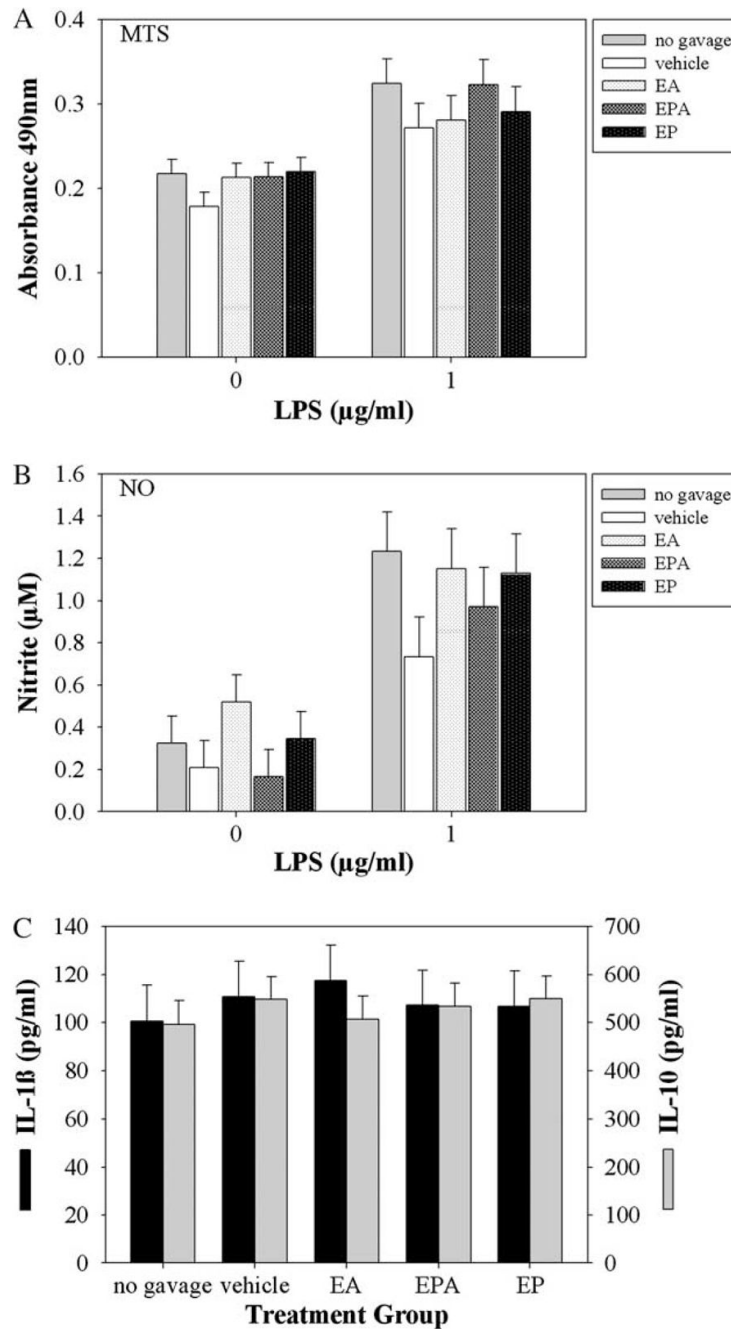 A
MTS
no gavage
vehicle
EA
EPA
EP
Absorbance 490nm
0.4
0.3
0.2
0.1
0.0
0
1
LPS (µg/ml)
B
NO
no gavage
vehicle
EA
EPA
EP
Nitrite (µM)
1.6
1.4
1.2
1.0
0.8
0.6
0.4
0.2
0.0
0
1
LPS (µg/ml)
C
IL-1ß (pg/ml)
140
120
100
80
60
40
20
0
700
600
500
400
300
200
100
0
IL-10 (pg/ml)
no gavage vehicle EA EPA EP
Treatment Group